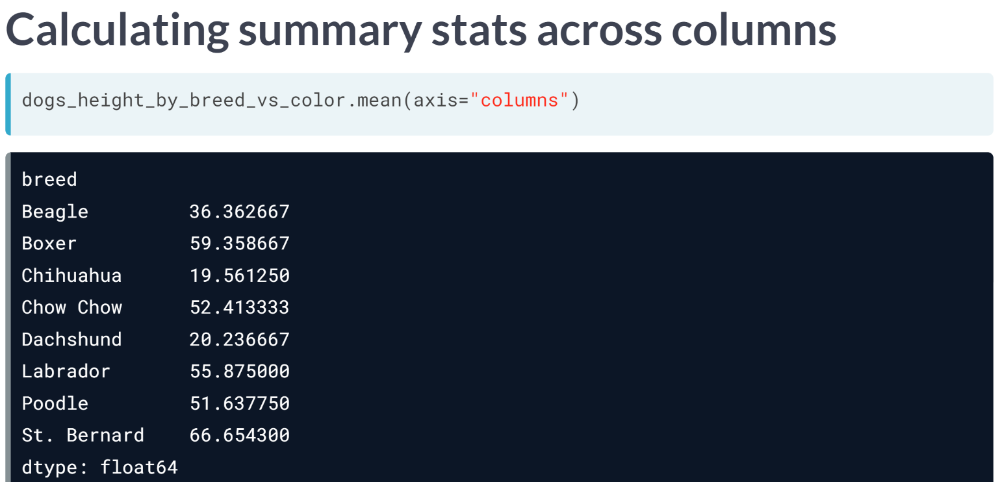 Calculating summary stats across columns
dogs_height_by_breed_vs_color.mean(axis="columns")
breed
Beagle         36.362667
Boxer          59.358667
Chihuahua      19.561250
Chow Chow      52.413333
Dachshund      20.236667
Labrador       55.875000
Poodle         51.637750
St. Bernard    66.654300
dtype: float64